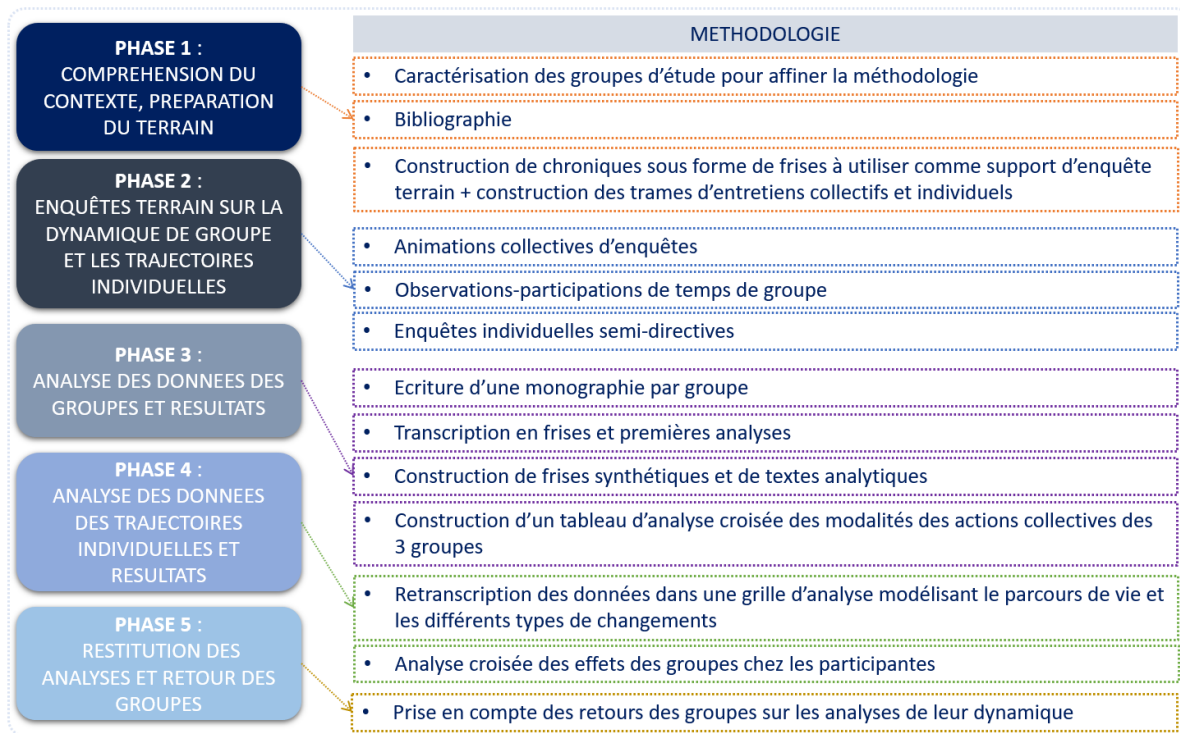 METHODOLOGIE
PHASE 1 :
COMPREHENSION DU
CONTEXTE, PREPARATION
DU TERRAIN
• Caractérisation des groupes d’étude pour affiner la méthodologie
• Bibliographie
• Construction de chroniques sous forme de frises à utiliser comme support d’enquête
terrain + construction des trames d’entretiens collectifs et individuels
PHASE 2 :
ENQUÊTES TERRAIN SUR LA
DYNAMIQUE DE GROUPE
ET LES TRAJECTOIRES
INDIVIDUELLES
• Animations collectives d’enquêtes
• Observations-participations de temps de groupe
• Enquêtes individuelles semi-directives
PHASE 3 :
ANALYSE DES DONNEES DES
GROUPES ET RESULTATS
• Ecriture d’une monographie par groupe
• Transcription en frises et premières analyses
• Construction de frises synthétiques et de textes analytiques
• Construction d’un tableau d’analyse croisée des modalités des actions collectives des
3 groupes
PHASE 4 :
ANALYSE DES DONNEES
DES TRAJECTOIRES
INDIVIDUELLES ET
RESULTATS
• Retranscription des données dans une grille d’analyse modélisant le parcours de vie et
les différents types de changements
• Analyse croisée des effets des groupes chez les participantes
PHASE 5 :
RESTITUTION DES
ANALYSES ET RETOUR DES
GROUPES
• Prise en compte des retours des groupes sur les analyses de leur dynamique